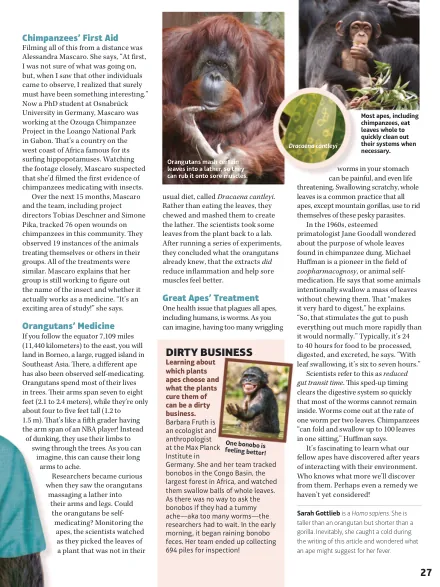 Chimpanzees' First Aid
Filming all of this from a distance was
Alessandra Mascaro. She says, "At first,
I was not sure of what was going on,
but, when I saw that other individuals
came to observe, I realized that surely
must have been something interesting."
Now a PhD student at Osnabrück
University in Germany, Mascaro was
working at the Ozouga Chimpanzee
Project in the Loango National Park
in Gabon. That's a country on the
west coast of Africa famous for its
surfing hippopotamuses. Watching
the footage closely, Mascaro suspected
that she'd filmed the first evidence of
chimpanzees medicating with insects.
Over the next 15 months, Mascaro
and the team, including project
directors Tobias Deschner and Simone
Pika, tracked 76 open wounds on
chimpanzees in this community. They
observed 19 instances of the animals
treating themselves or others in their
groups. All of the treatments were
similar. Mascaro explains that her
group is still working to figure out
the name of the insect and whether it
actually works as a medicine. "It's an
exciting area of study!" she says.
Orangutans' Medicine
If you follow the equator 7,109 miles
(11,440 kilometers) to the east, you will
land in Borneo, a large, rugged island in
Southeast Asia. There, a different ape
has also been observed self-medicating.
Orangutans spend most of their lives
in trees. Their arms span seven to eight
feet (2.1 to 2.4 meters), while they're only
about four to five feet tall (1.2 to
1.5 m). That's like a fifth grader having
the arm span of an NBA player! Instead
of dunking, they use their limbs to
swing through the trees. As you can
imagine, this can cause their long
arms to ache.
Researchers became curious
when they saw the orangutans
massaging a lather into
their arms and legs. Could
the orangutans be self-
medicating? Monitoring the
apes, the scientists watched
as they picked the leaves of
a plant that was not in their
Orangutans mash certain
leaves into a lather, so they
can rub it onto sore muscles.
Dracaena cantleyi
Most apes, including
chimpanzees, eat
leaves whole to
quickly clean out
their systems when
necessary.
usual diet, called Dracaena cantleyi.
Rather than eating the leaves, they
chewed and mashed them to create
the lather. The scientists took some
leaves from the plant back to a lab.
After running a series of experiments,
they concluded what the orangutans
already knew, that the extracts did
reduce inflammation and help sore
muscles feel better.
Great Apes' Treatment
One health issue that plagues all apes,
including humans, is worms. As you
can imagine, having too many wriggling
DIRTY BUSINESS
Learning about
which plants
apes choose and
what the plants
cure them of
can be a dirty
business.
Barbara Fruth is
an ecologist and
anthropologist
at the Max Planck
Institute in
Germany. She and her team tracked
bonobos in the Congo Basin, the
largest forest in Africa, and watched
them swallow balls of whole leaves.
As there was no way to ask the
bonobos if they had a tummy
ache—aka too many worms—the
researchers had to wait. In the early
morning, it began raining bonobo
feces. Her team ended up collecting
694 piles for inspection!
One bonobo is
feeling better!
worms in your stomach
can be painful, and even life
threatening. Swallowing scratchy, whole
leaves is a common practice that all
apes, except mountain gorillas, use to rid
themselves of these pesky parasites.
In the 1960s, esteemed
primatologist Jane Goodall wondered
about the purpose of whole leaves
found in chimpanzee dung. Michael
Huffman is a pioneer in the field of
zoopharmacognosy, or animal self-
medication. He says that some animals
intentionally swallow a mass of leaves
without chewing them. That "makes
it very hard to digest," he explains.
"So, that stimulates the gut to push
everything out much more rapidly than
it would normally." Typically, it's 24
to 40 hours for food to be processed,
digested, and excreted, he says. "With
leaf swallowing, it's six to seven hours."
Scientists refer to this as reduced
gut transit time. This sped-up timing
clears the digestive system so quickly
that most of the worms cannot remain
inside. Worms come out at the rate of
one worm per two leaves. Chimpanzees
"can fold and swallow up to 100 leaves
in one sitting," Huffman says.
It's fascinating to learn what our
fellow apes have discovered after years
of interacting with their environment.
Who knows what more we'll discover
from them. Perhaps even a remedy we
haven't yet considered!
Sarah Gottlieb is a Homo sapiens. She is
taller than an orangutan but shorter than a
gorilla. Inevitably, she caught a cold during
the writing of this article and wondered what
an ape might suggest for her fever.
27